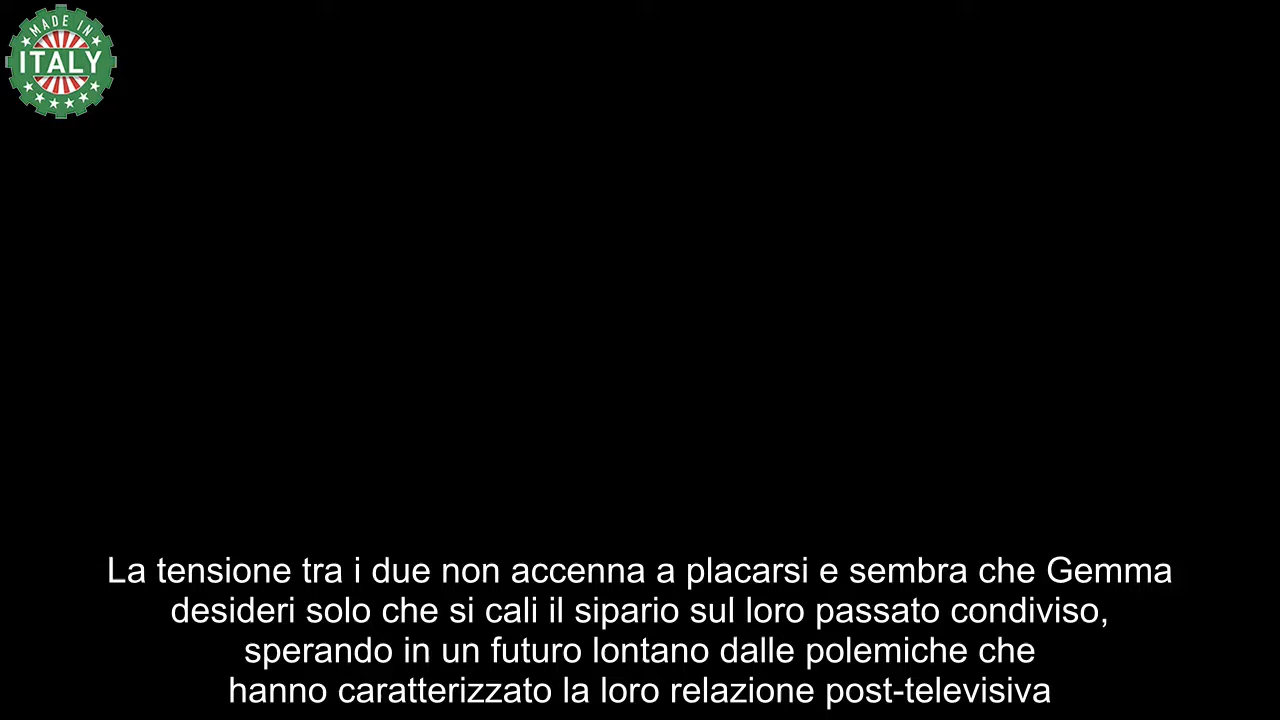 MADE IN
ITALY
La tensione tra i due non accenna a placarsi e sembra che Gemma
desideri solo che si cali il sipario sul loro passato condiviso,
sperando in un futuro lontano dalle polemiche che
hanno caratterizzato la loro relazione post-televisiva